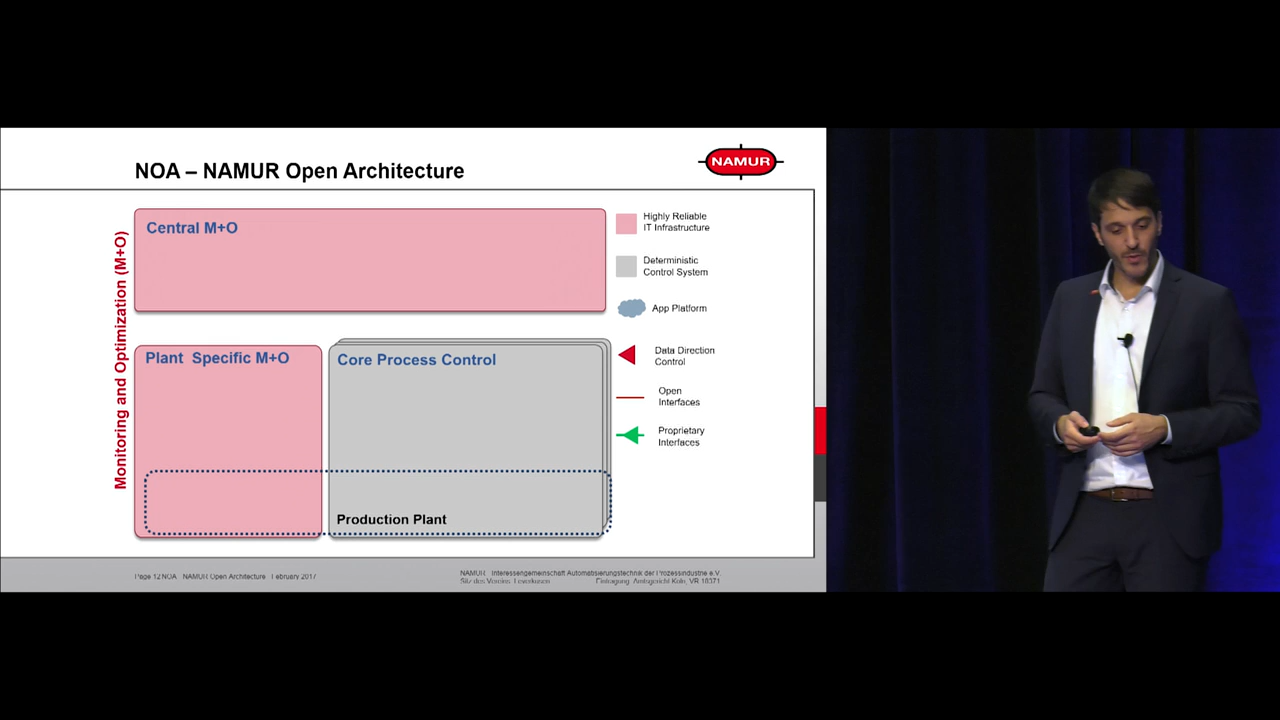 NOA – NAMUR Open Architecture
NAMUR
Monitoring and Optimization (M+O)
Central M+O
Plant Specific M+O
Core Process Control
Production Plant
Highly Reliable
IT Infrastructure
Deterministic
Control System
App Platform
Data Direction
Control
Open
Interfaces
Proprietary
Interfaces
Page 12 NOA NAMUR Open Architecture February 2017
NAMUR Interessengemeinschaft Automatisierungstechnik der Prozessindustrie e.V.
Sitz des Vereins Leverkusen Eintragung Amtsgericht Köln, VR 18371